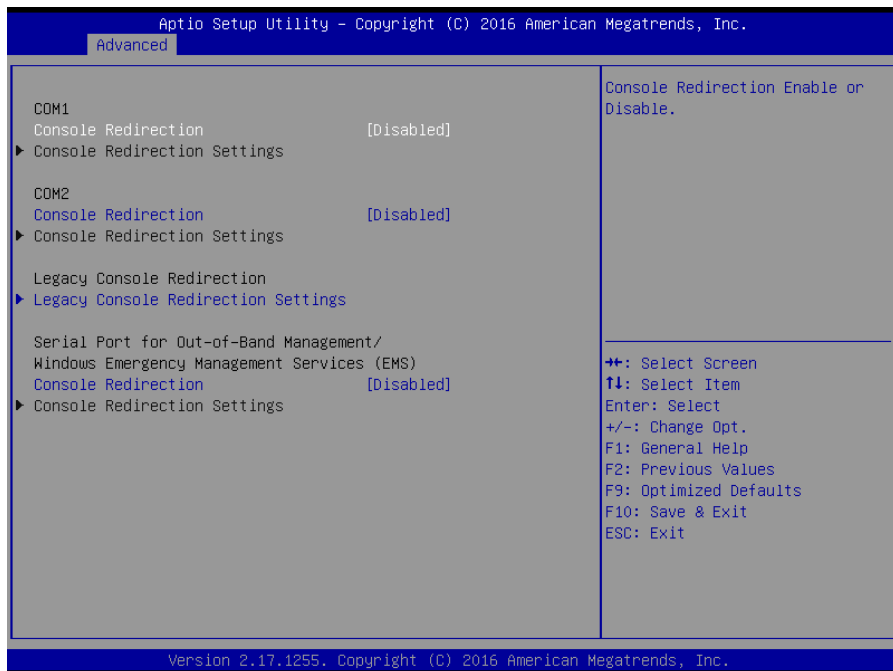 Aptio Setup Utility – Copyright (C) 2016 American Megatrends, Inc.
Advanced
COM1
Console Redirection [Disabled]
▶ Console Redirection Settings
COM2
Console Redirection [Disabled]
▶ Console Redirection Settings
Legacy Console Redirection
▶ Legacy Console Redirection Settings
Serial Port for Out-of-Band Management/
Windows Emergency Management Services (EMS)
Console Redirection [Disabled]
▶ Console Redirection Settings
Console Redirection Enable or
Disable.
→←: Select Screen
↑↓: Select Item
Enter: Select
+/-: Change Opt.
F1: General Help
F2: Previous Values
F9: Optimized Defaults
F10: Save & Exit
ESC: Exit
Version 2.17.1255. Copyright (C) 2016 American Megatrends, Inc.